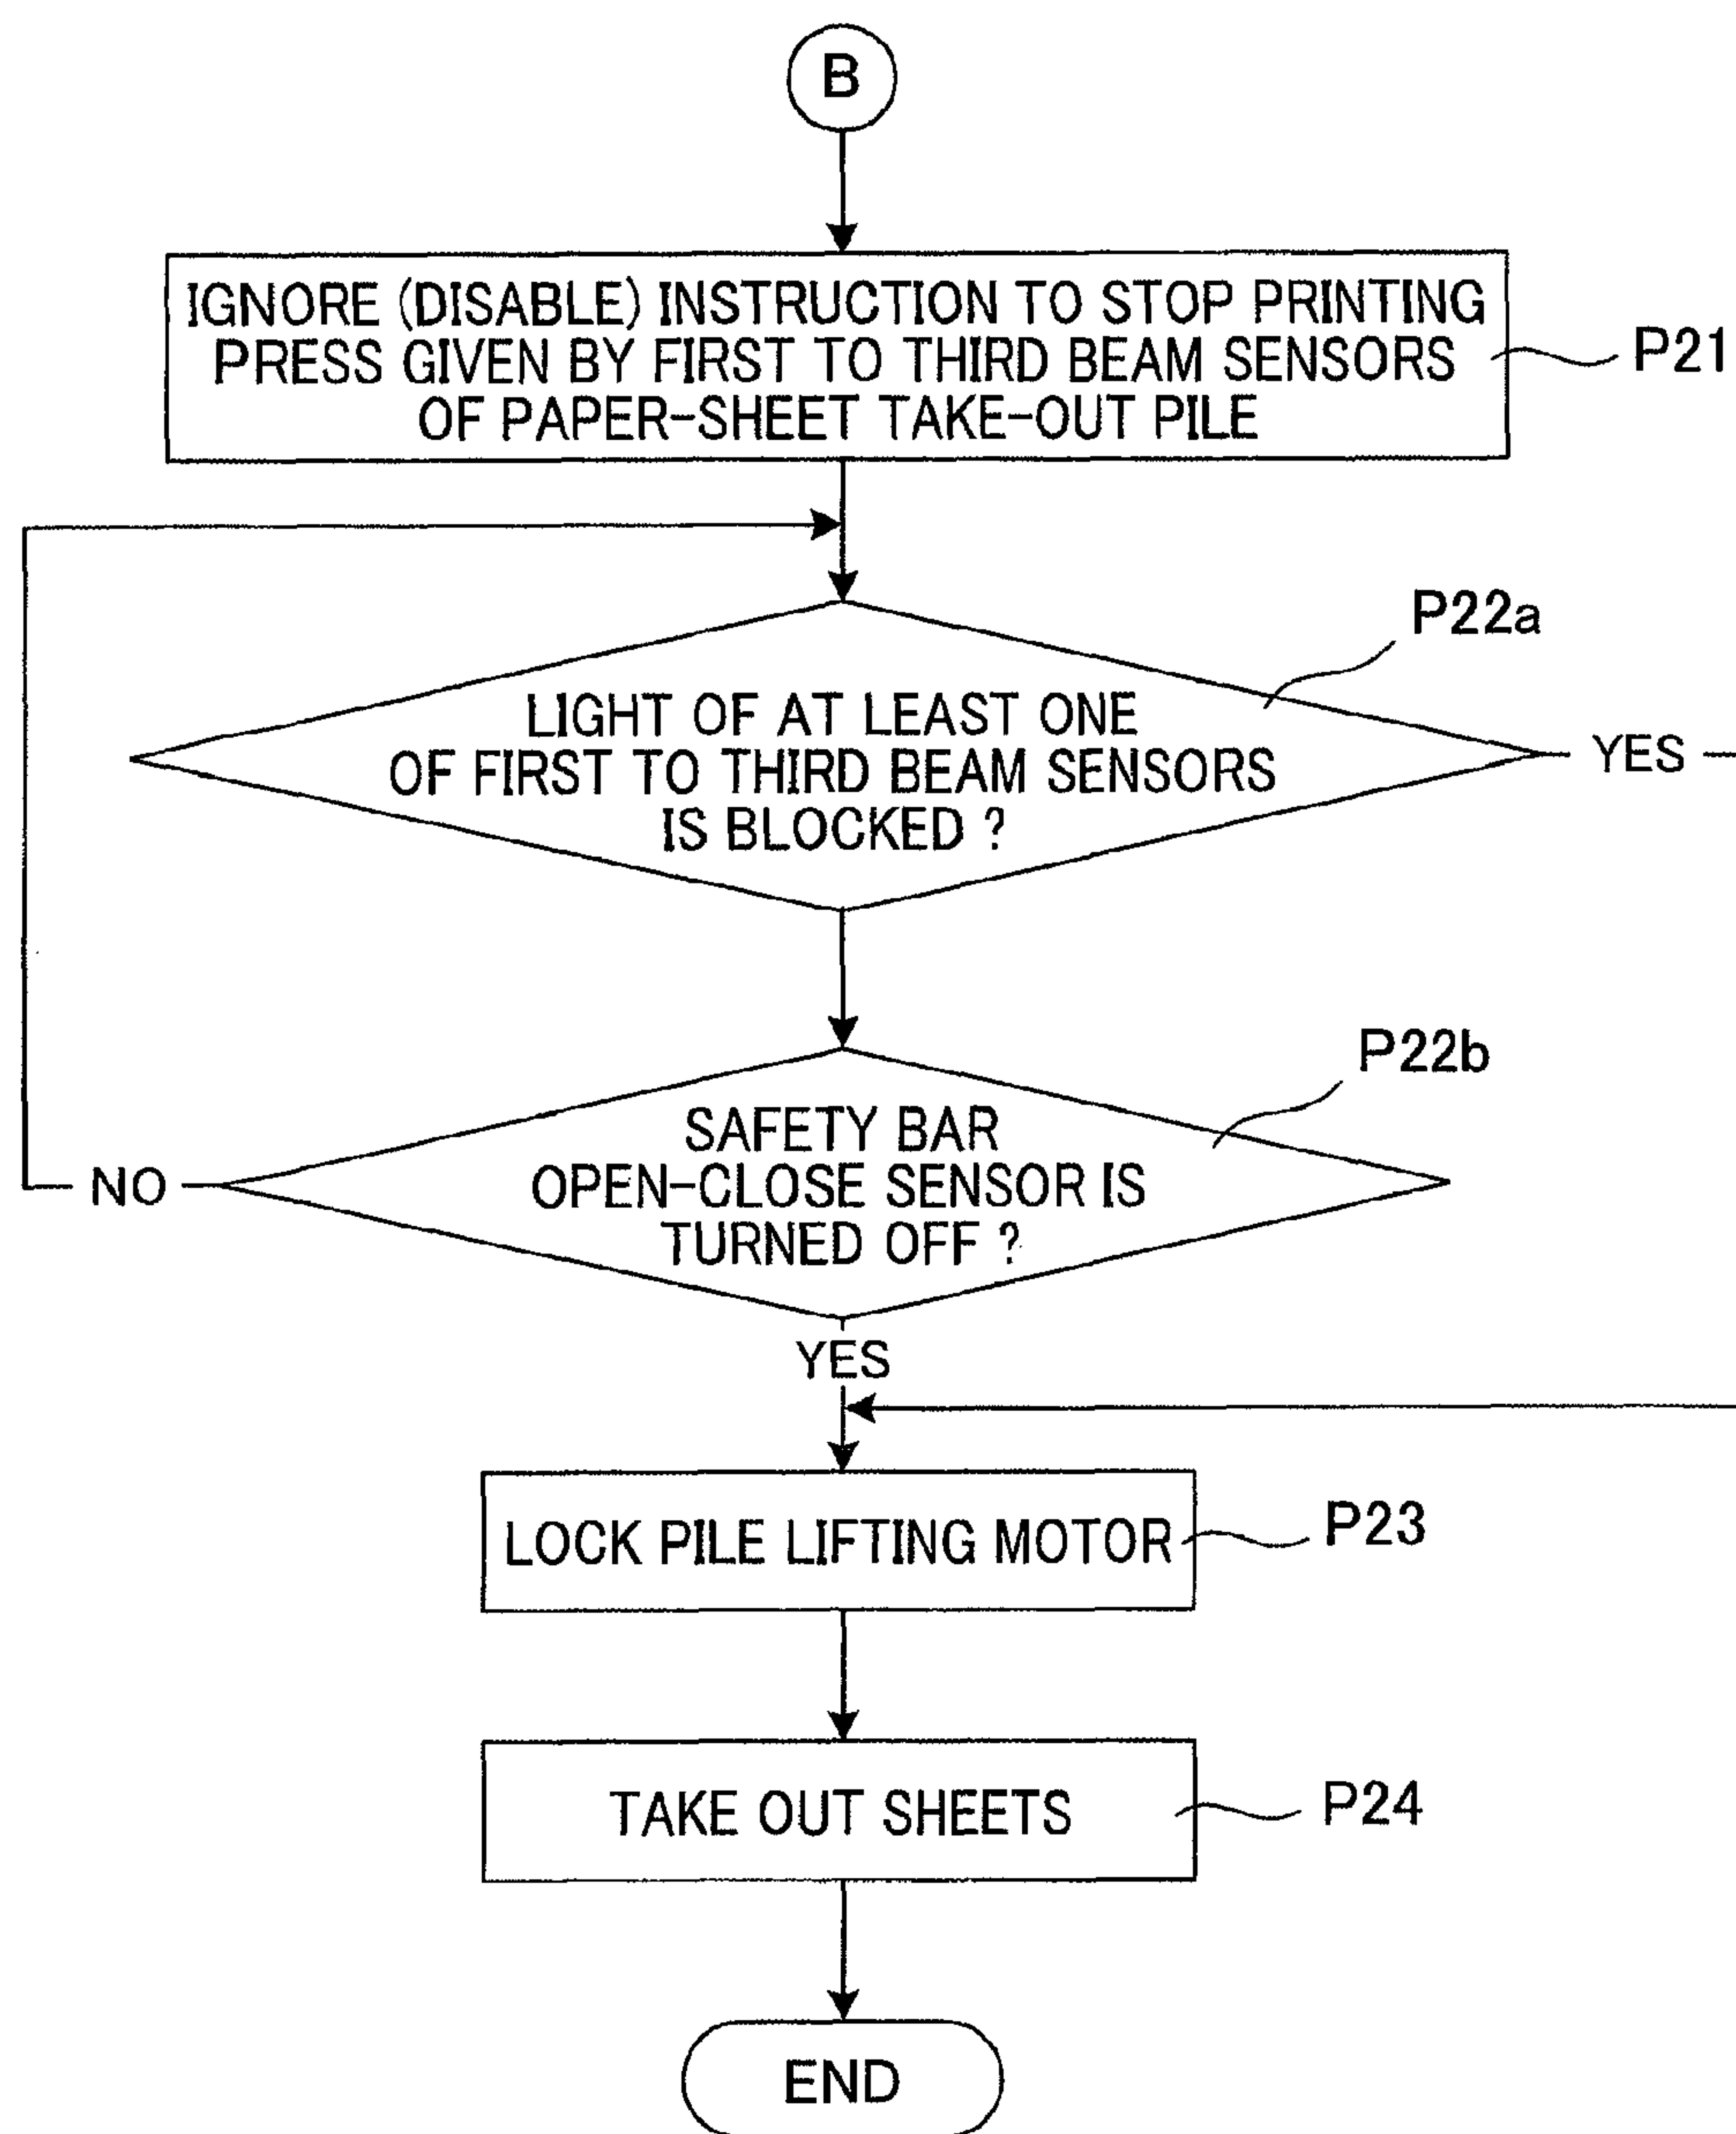 B
IGNORE (DISABLE) INSTRUCTION TO STOP PRINTING
PRESS GIVEN BY FIRST TO THIRD BEAM SENSORS
OF PAPER-SHEET TAKE-OUT PILE
P21
P22a
LIGHT OF AT LEAST ONE
OF FIRST TO THIRD BEAM SENSORS
IS BLOCKED ?
YES
P22b
SAFETY BAR
OPEN-CLOSE SENSOR IS
TURNED OFF ?
NO
YES
LOCK PILE LIFTING MOTOR
P23
TAKE OUT SHEETS
P24
END